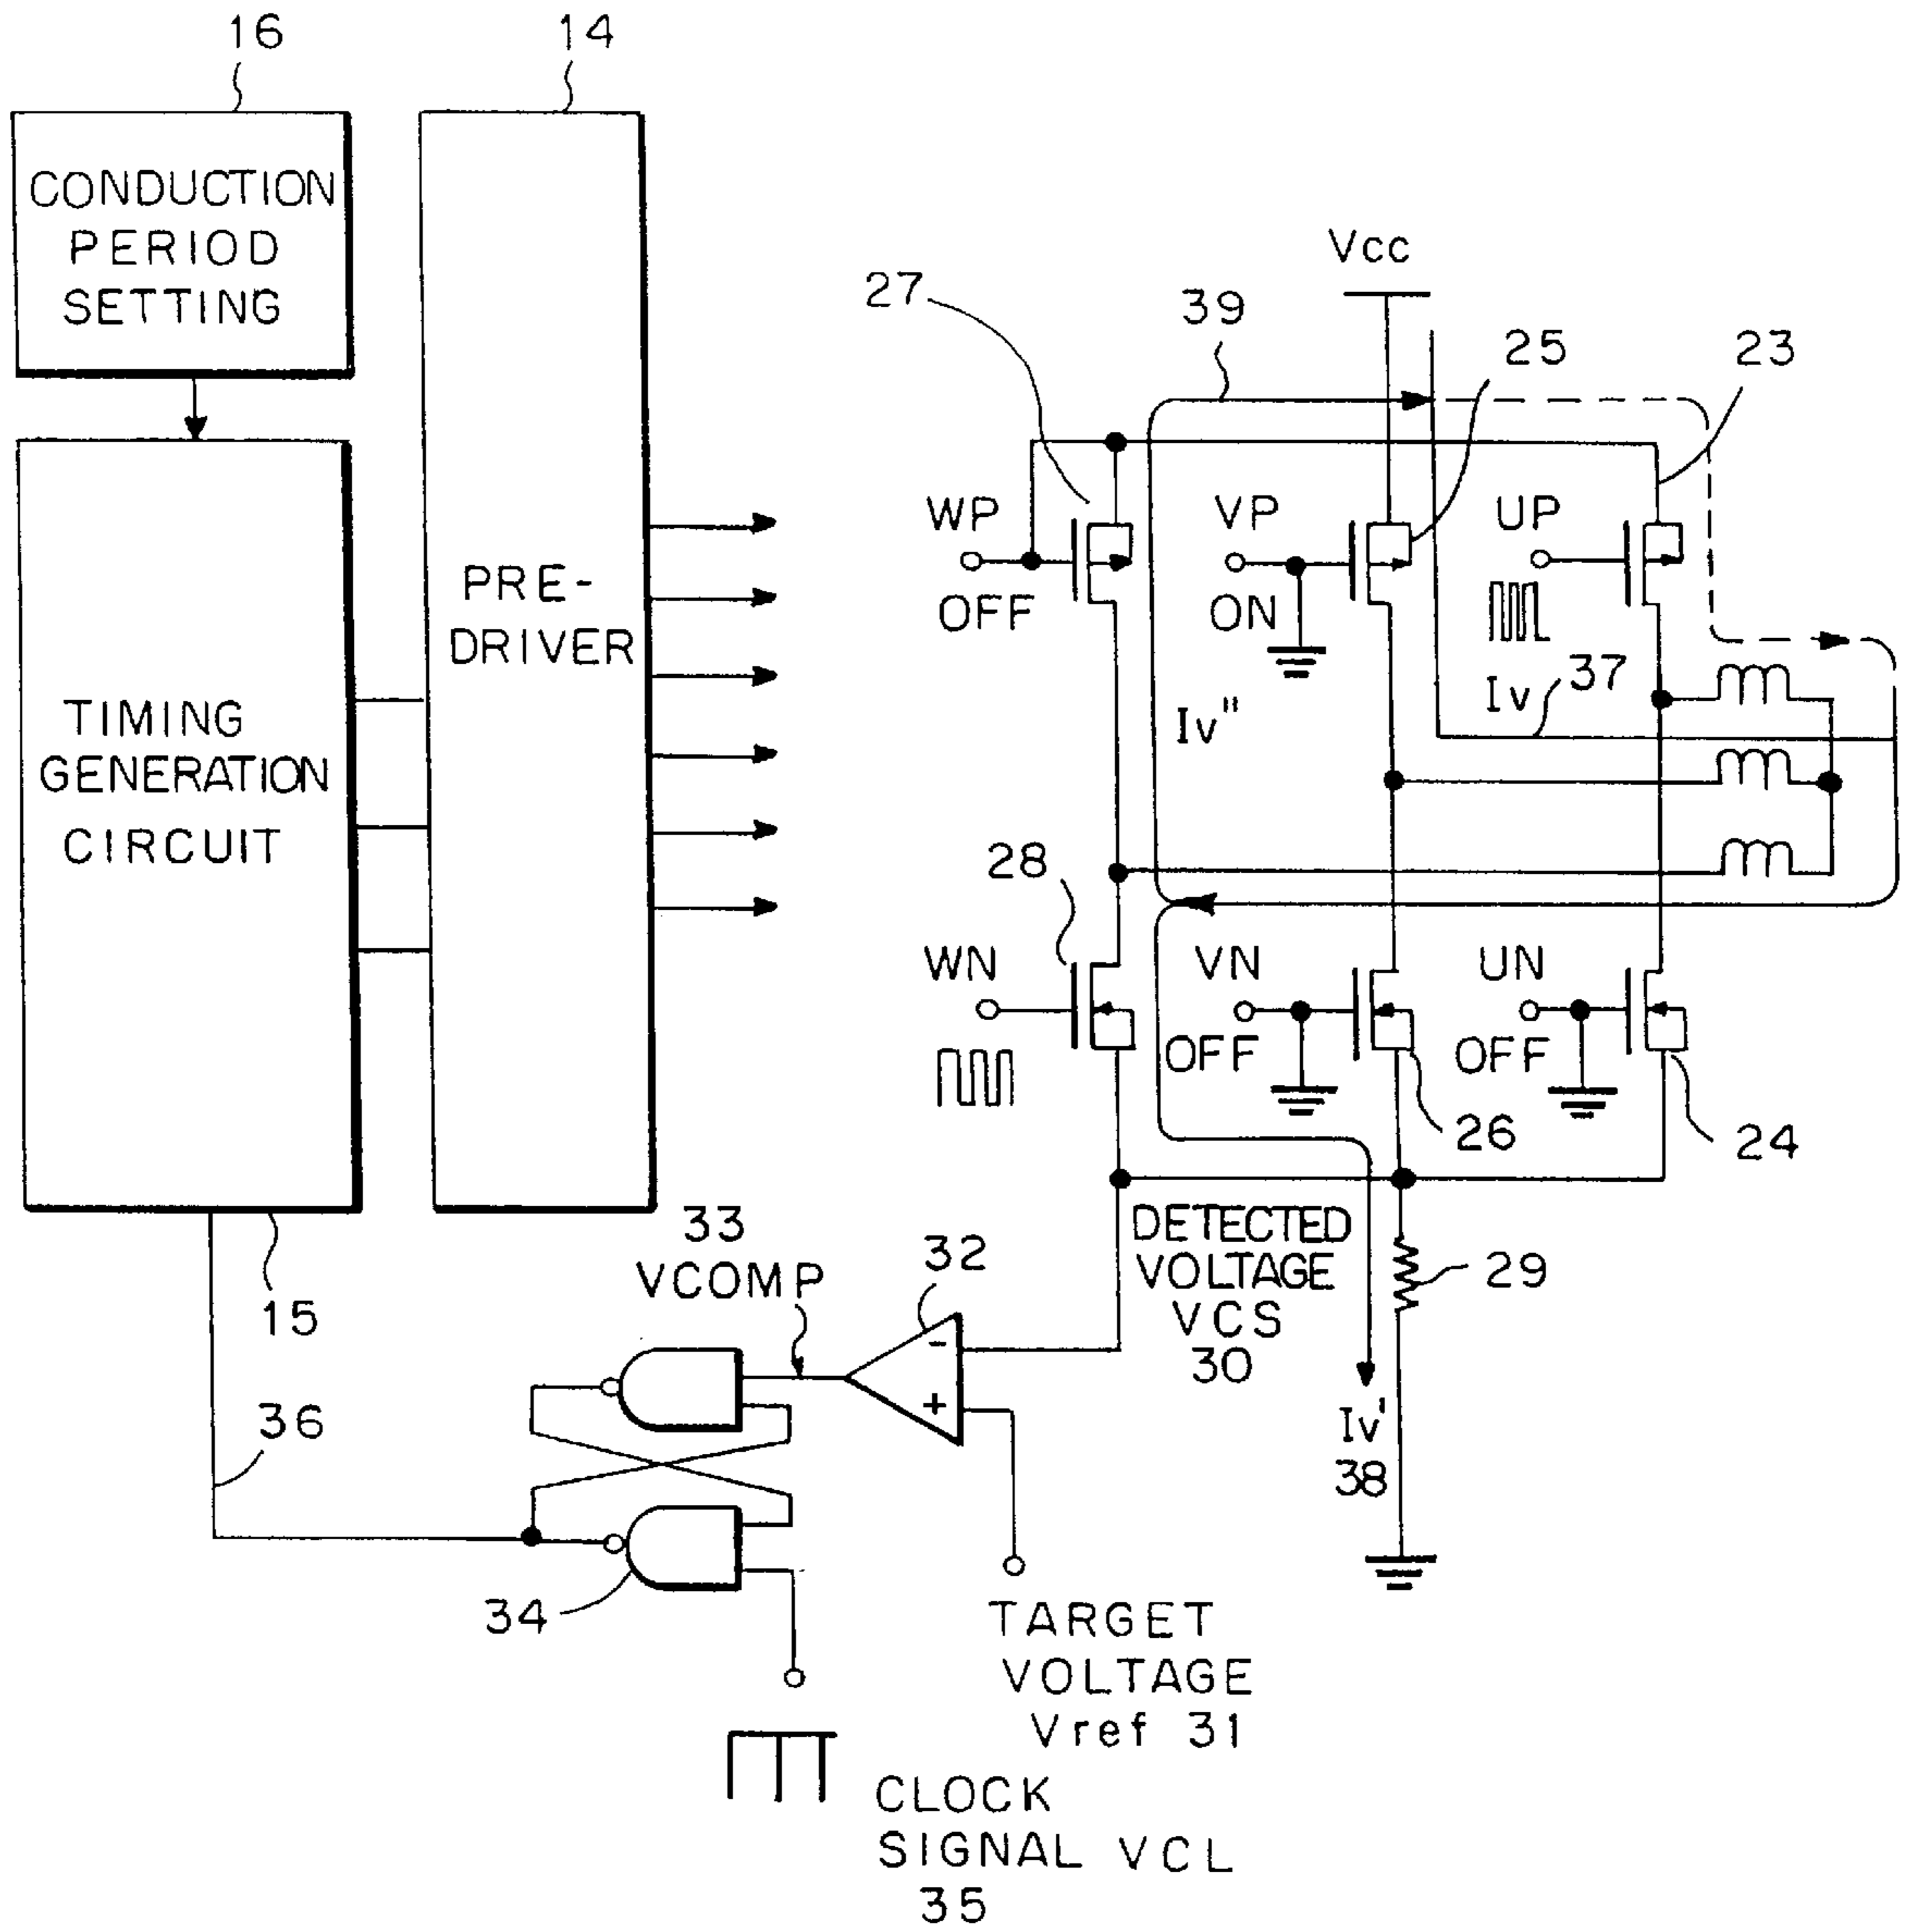 16
14
CONDUCTION
PERIOD
SETTING
Vcc
27
39
25
23
WP
VP
UP
OFF
ON
PRE-
DRIVER
TIMING
GENERATION
CIRCUIT
Iv"
Iv
37
28
WN
VN
UN
OFF
OFF
26
24
33
VCOMP
32
DETECTED
VOLTAGE
VCS
30
29
15
36
Iv'
38
34
TARGET
VOLTAGE
Vref 31
CLOCK
SIGNAL VCL
35